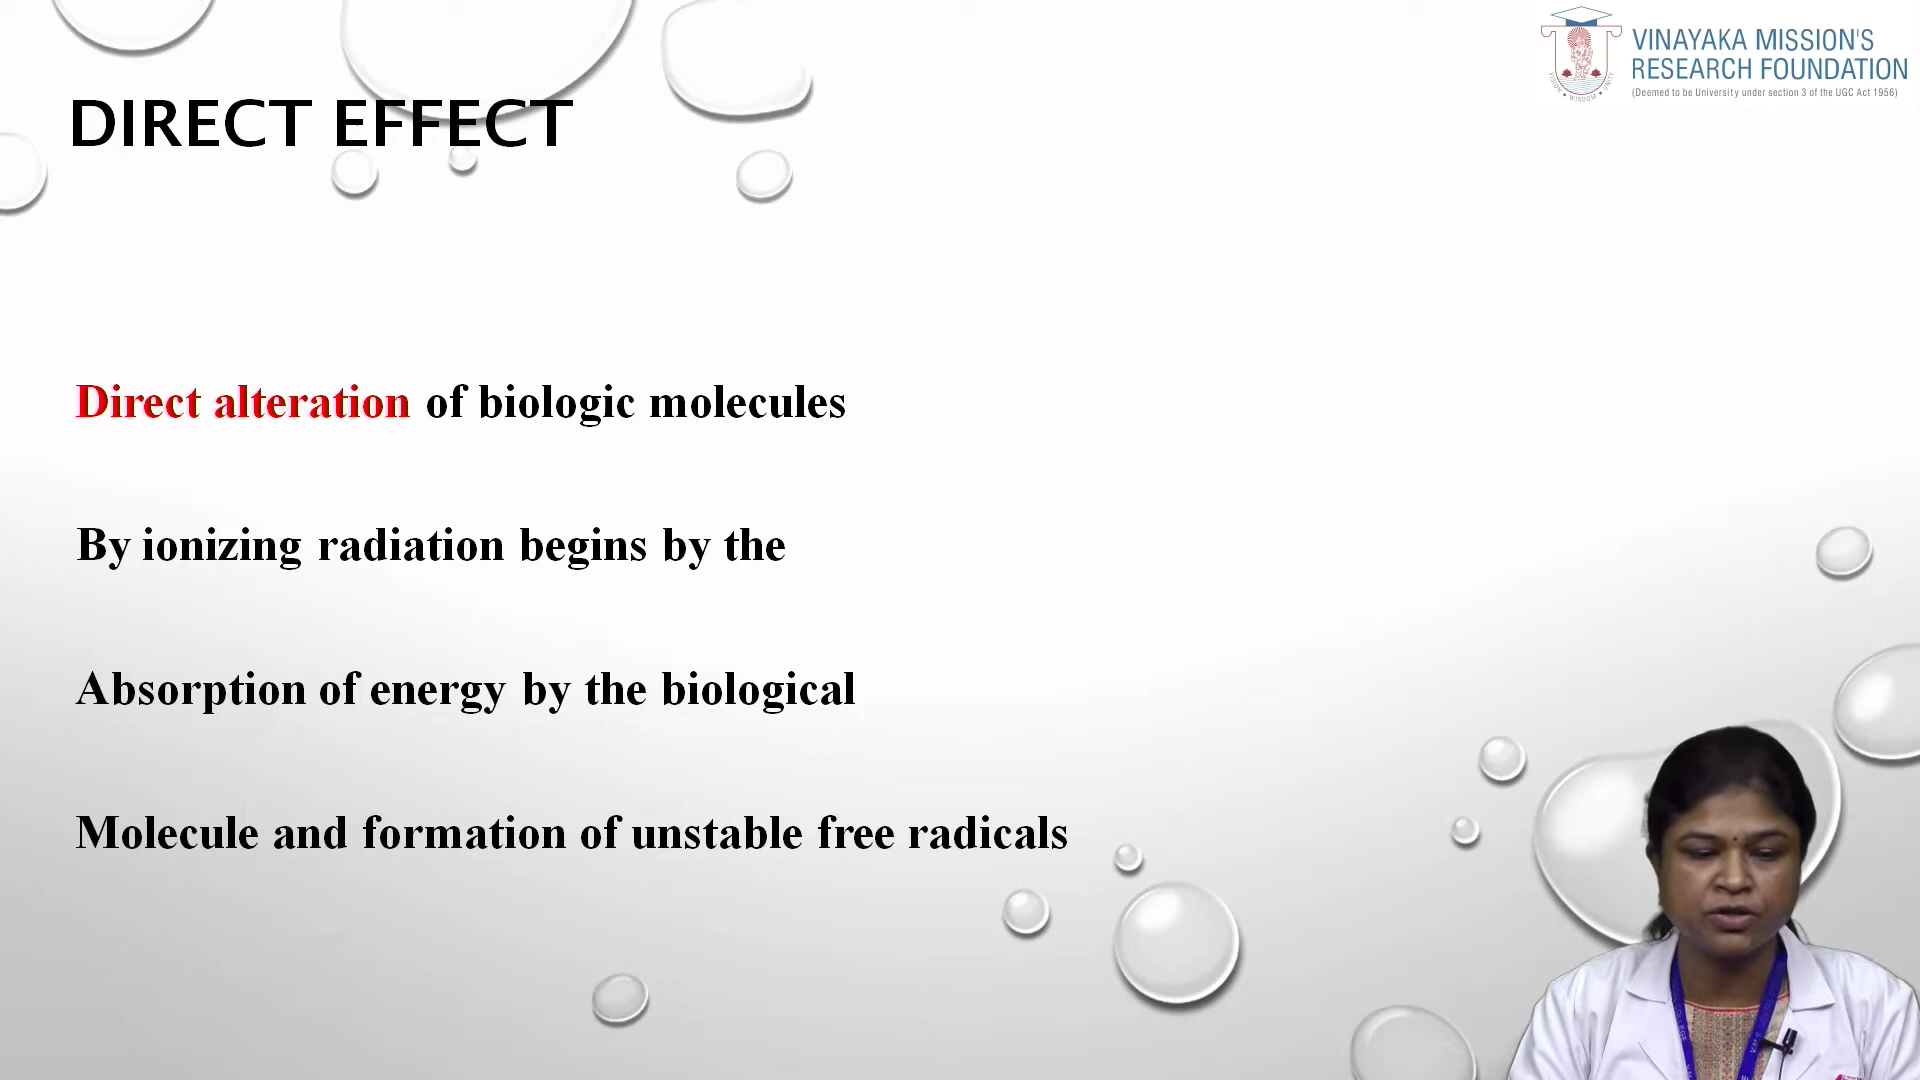 VINAYAKA MISSION'S
RESEARCH FOUNDATION
(Deemed to be University under section 3 of the UGC Act 1956)
DIRECT EFFECT
Direct alteration of biologic molecules
By ionizing radiation begins by the
Absorption of energy by the biological
Molecule and formation of unstable free radicals